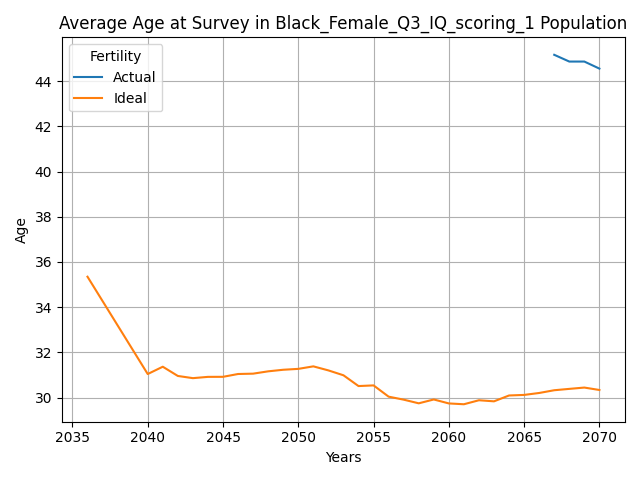 Average Age at Survey in Black_Female_Q3_IQ_scoring_1 Population
Fertility
Actual
Ideal
44
42
40
38
36
34
32
30
Age
2035 2040 2045 2050 2055 2060 2065 2070
Years